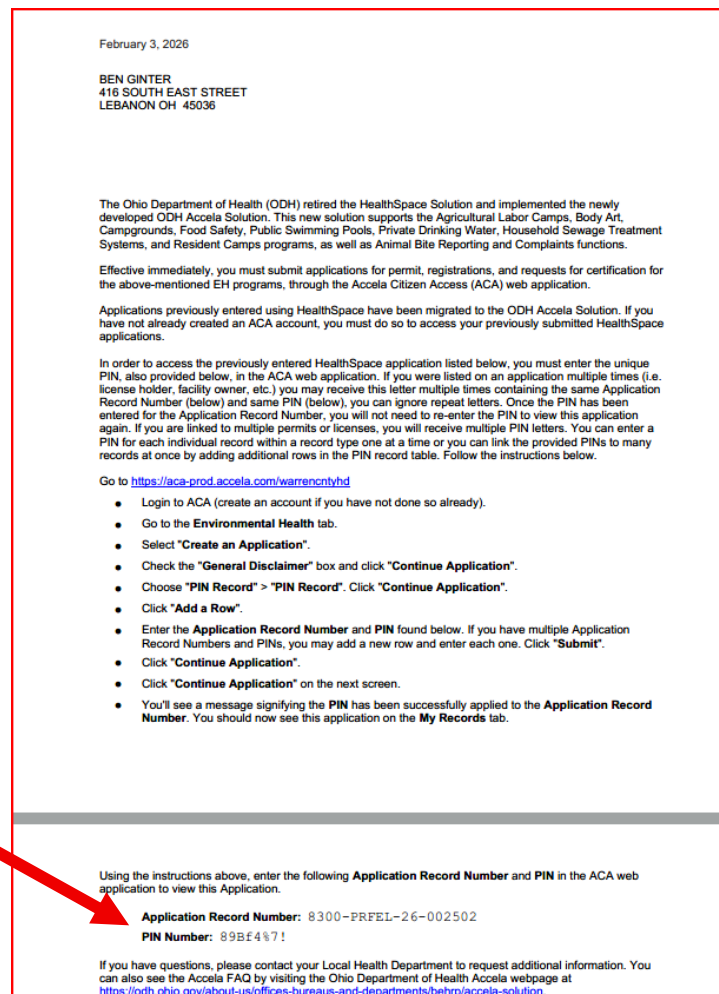 February 3, 2026
BEN GINTER
416 SOUTH EAST STREET
LEBANON OH 45036
The Ohio Department of Health (ODH) retired the HealthSpace Solution and implemented the newly
developed ODH Accela Solution. This new solution supports the Agricultural Labor Camps, Body Art,
Campgrounds, Food Safety, Public Swimming Pools, Private Drinking Water, Household Sewage Treatment
Systems, and Resident Camps programs, as well as Animal Bite Reporting and Complaints functions.
Effective immediately, you must submit applications for permit, registrations, and requests for certification for
the above-mentioned EH programs, through the Accela Citizen Access (ACA) web application.
Applications previously entered using HealthSpace have been migrated to the ODH Accela Solution. If you
have not already created an ACA account, you must do so to access your previously submitted HealthSpace
applications.
In order to access the previously entered HealthSpace application listed below, you must enter the unique
PIN, also provided below, in the ACA web application. If you were listed on an application multiple times (i.e.
license holder, facility owner, etc.) you may receive this letter multiple times containing the same Application
Record Number (below) and same PIN (below), you can ignore repeat letters. Once the PIN has been
entered for the Application Record Number, you will not need to re-enter the PIN to view this application
again. If you are linked to multiple permits or licenses, you will receive multiple PIN letters. You can enter a
PIN for each individual record within a record type one at a time or you can link the provided PINs to many
records at once by adding additional rows in the PIN record table. Follow the instructions below.
Go to https://aca-prod.accela.com/warrencntyhd
• Login to ACA (create an account if you have not done so already).
• Go to the Environmental Health tab.
• Select "Create an Application".
• Check the "General Disclaimer" box and click "Continue Application".
• Choose "PIN Record" > "PIN Record". Click "Continue Application".
• Click "Add a Row".
• Enter the Application Record Number and PIN found below. If you have multiple Application
Record Numbers and PINs, you may add a new row and enter each one. Click "Submit".
• Click "Continue Application".
• Click "Continue Application" on the next screen.
• You'll see a message signifying the PIN has been successfully applied to the Application Record
Number. You should now see this application on the My Records tab.
Using the instructions above, enter the following Application Record Number and PIN in the ACA web
application to view this Application.
Application Record Number: 8300-PRFEL-26-002502
PIN Number: 89Bf4%7!
If you have questions, please contact your Local Health Department to request additional information. You
can also see the Accela FAQ by visiting the Ohio Department of Health Accela webpage at
https://odh.ohio.gov/about-us/offices-bureaus-and-departments/behrp/accela-solution